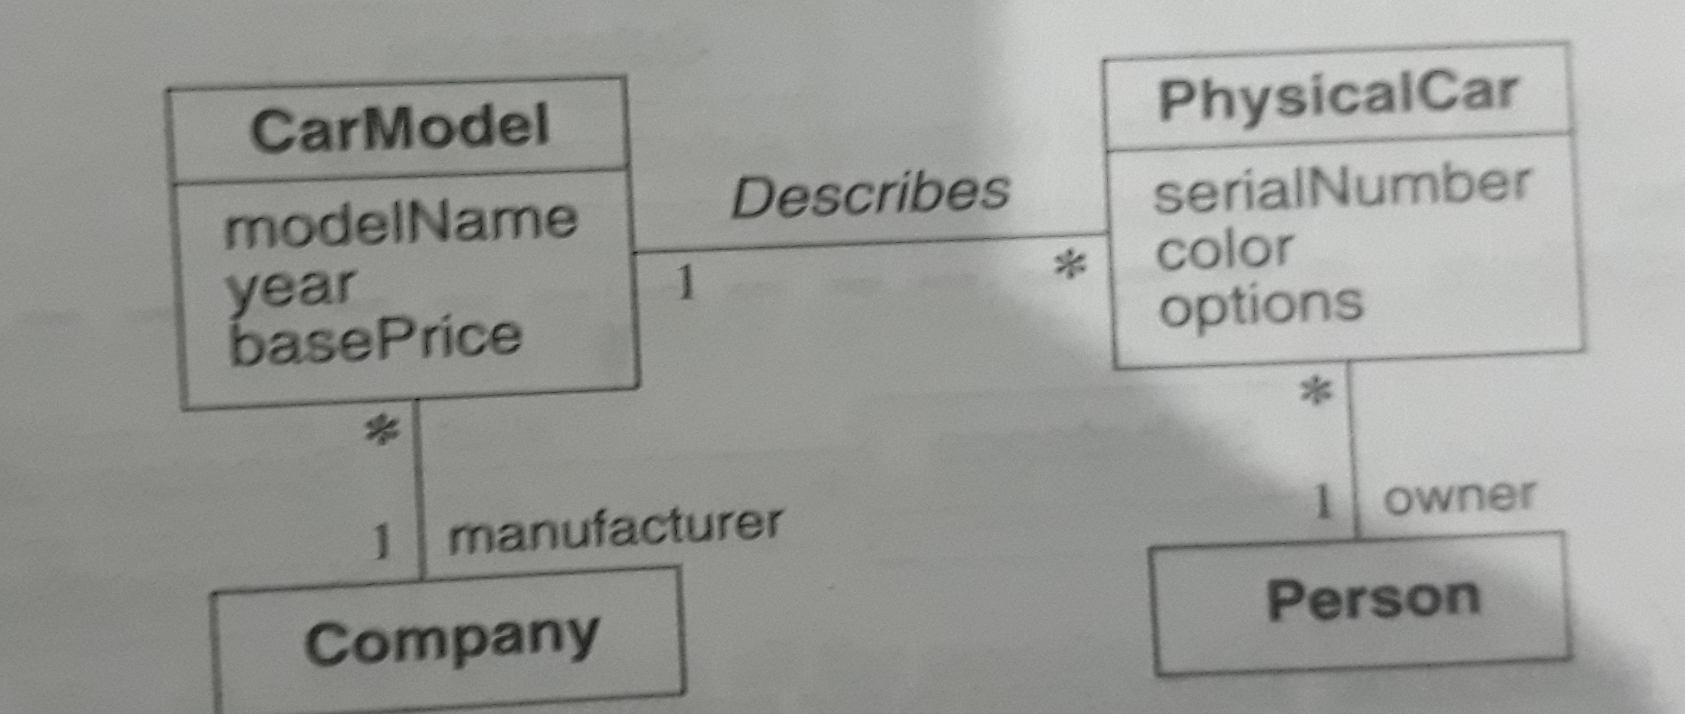 CarModel
modelName
year
basePrice
Describes
1
*
PhysicalCar
serialNumber
color
options
*
1
manufacturer
Company
*
1
owner
Person